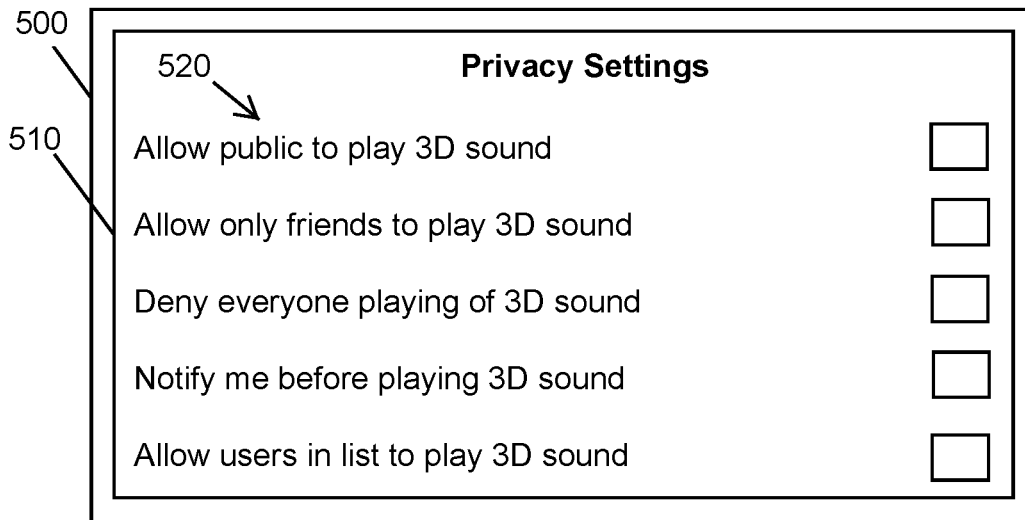 500
520
Privacy Settings
510
Allow public to play 3D sound
Allow only friends to play 3D sound
Deny everyone playing of 3D sound
Notify me before playing 3D sound
Allow users in list to play 3D sound